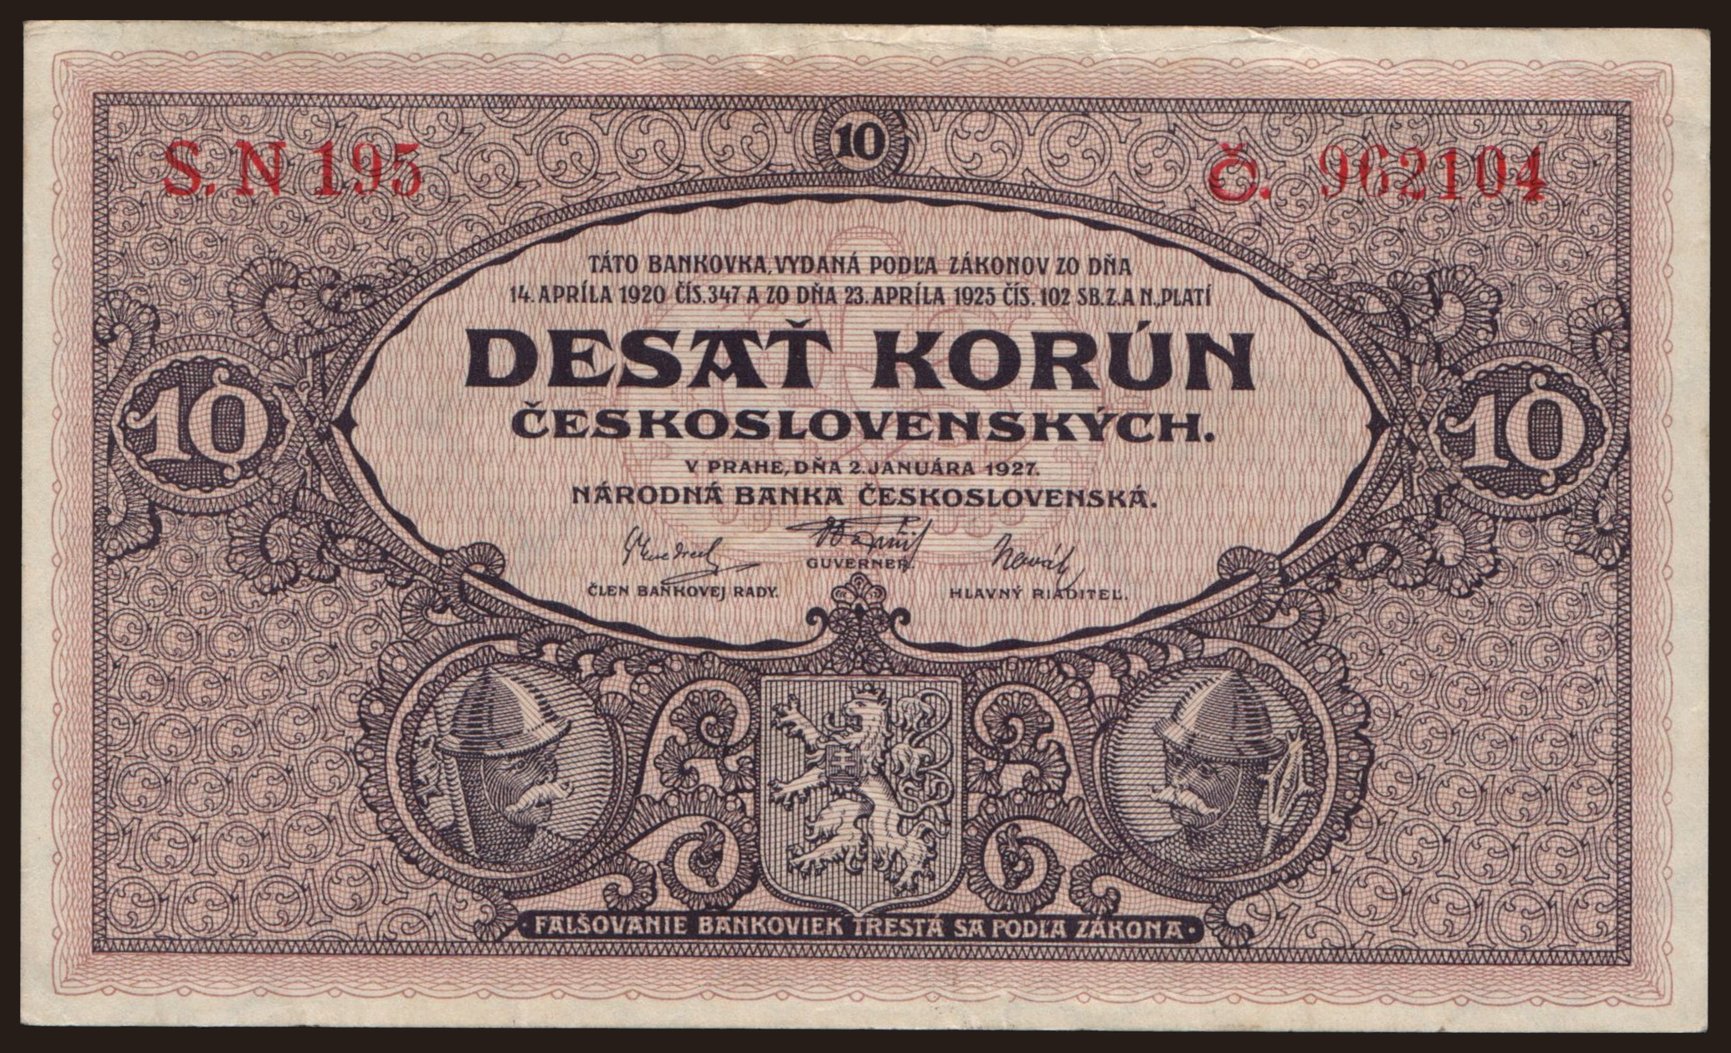 S. N 195
10
Č. 962104
TÁTO BANKOVKA, VYDANÁ PODĽA ZÁKONOV ZO DŇA
14. APRÍLA 1920 ČÍS. 347 A ZO DŇA 23. APRÍLA 1925 ČÍS. 102 SB. Z. A N., PLATÍ
DESAŤ KORÚN
10
ČESKOSLOVENSKÝCH.
10
V PRAHE, DŇA 2. JANUÁRA 1927.
NÁRODNÁ BANKA ČESKOSLOVENSKÁ.
Novák
GUVERNER.
ČLEN BANKOVEJ RADY.
HLAVNÝ RIADITEĽ.
· FALŠOVANIE BANKOVIEK TRESTÁ SA PODĽA ZÁKONA ·